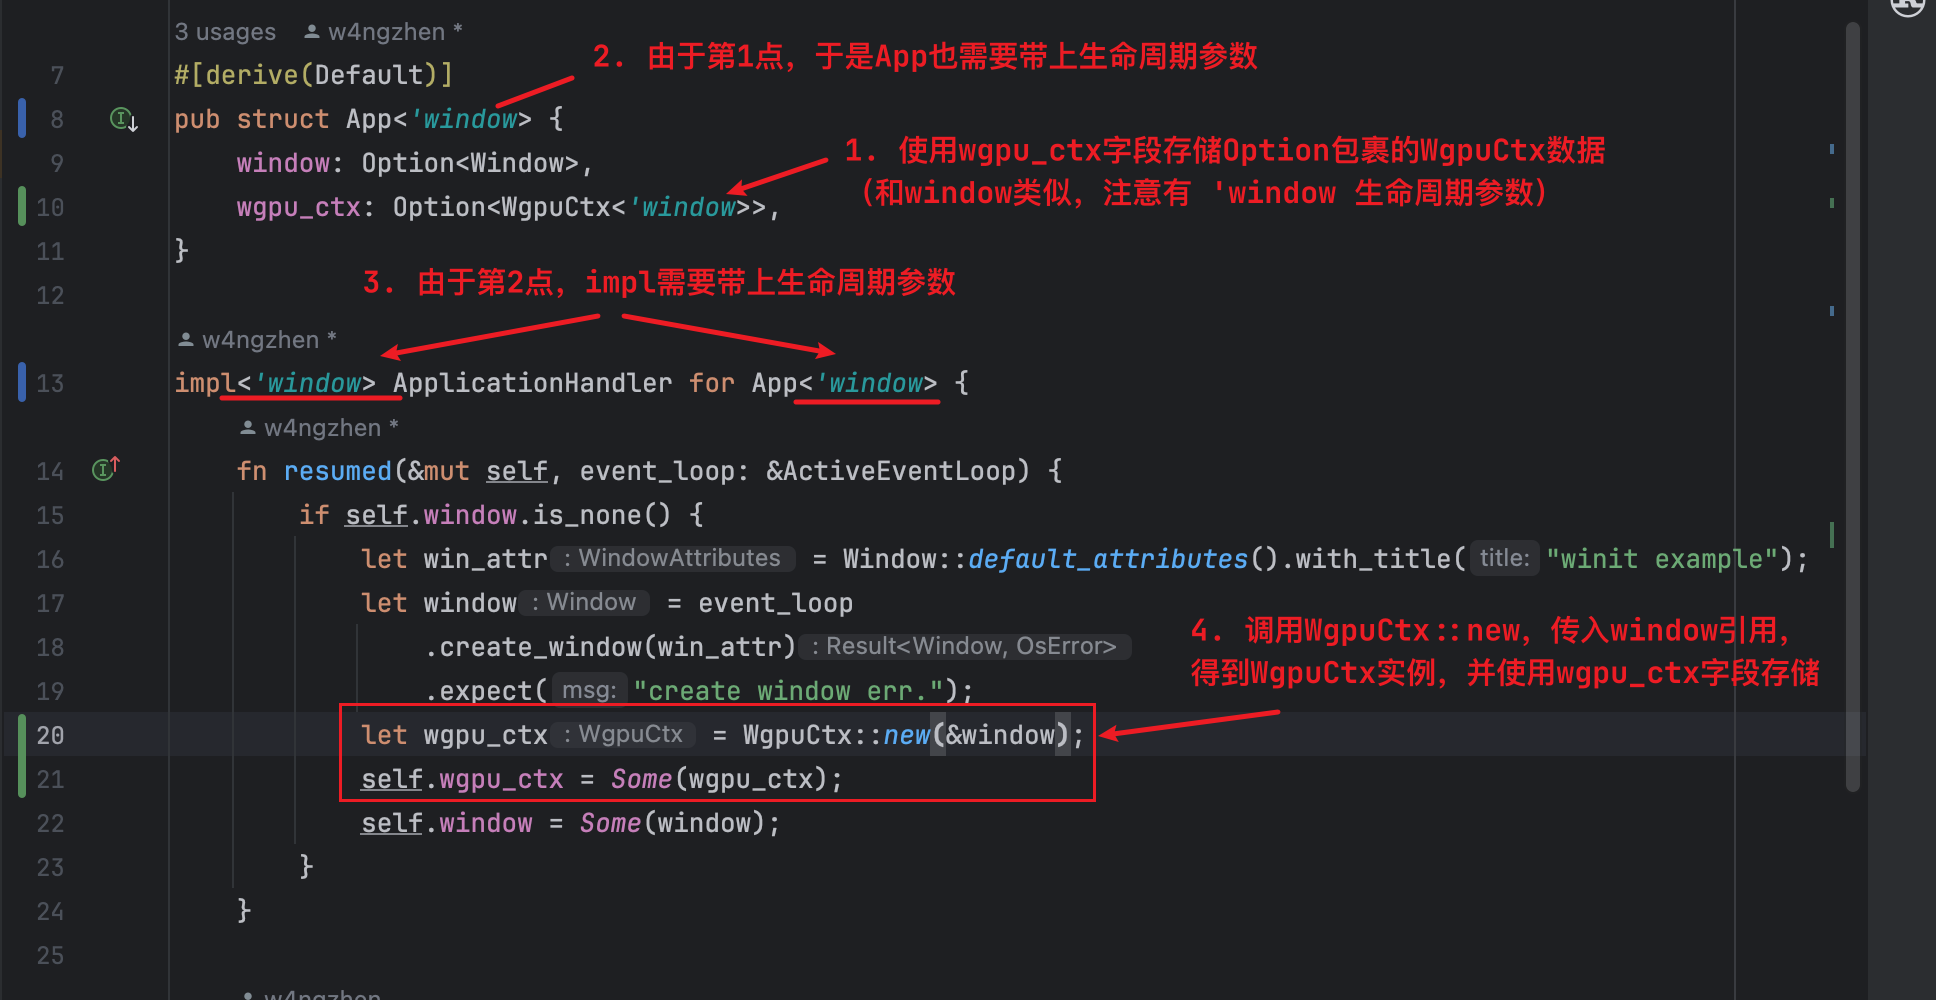 3 usages w4ngzhen *
2. 由于第1点，于是App也需要带上生命周期参数
7 #[derive(Default)]
8 pub struct App<'window> {
1. 使用wgpu_ctx字段存储Option包裹的WgpuCtx数据
（和window类似，注意有 'window 生命周期参数）
9 window: Option<Window>,
10 wgpu_ctx: Option<WgpuCtx<'window>>,
11 }
3. 由于第2点，impl需要带上生命周期参数
12
w4ngzhen *
13 impl<'window> ApplicationHandler for App<'window> {
w4ngzhen *
14 fn resumed(&mut self, event_loop: &ActiveEventLoop) {
15 if self.window.is_none() {
16 let win_attr : WindowAttributes = Window::default_attributes().with_title( title: "winit example");
17 let window : Window = event_loop
4. 调用WgpuCtx::new，传入window引用，
得到WgpuCtx实例，并使用wgpu_ctx字段存储
18 .create_window(win_attr) : Result<Window, OsError>
19 .expect( msg: "create window err.");
20 let wgpu_ctx : WgpuCtx = WgpuCtx::new(&window);
21 self.wgpu_ctx = Some(wgpu_ctx);
22 self.window = Some(window);
23 }
24 }
25
w4ngzhen